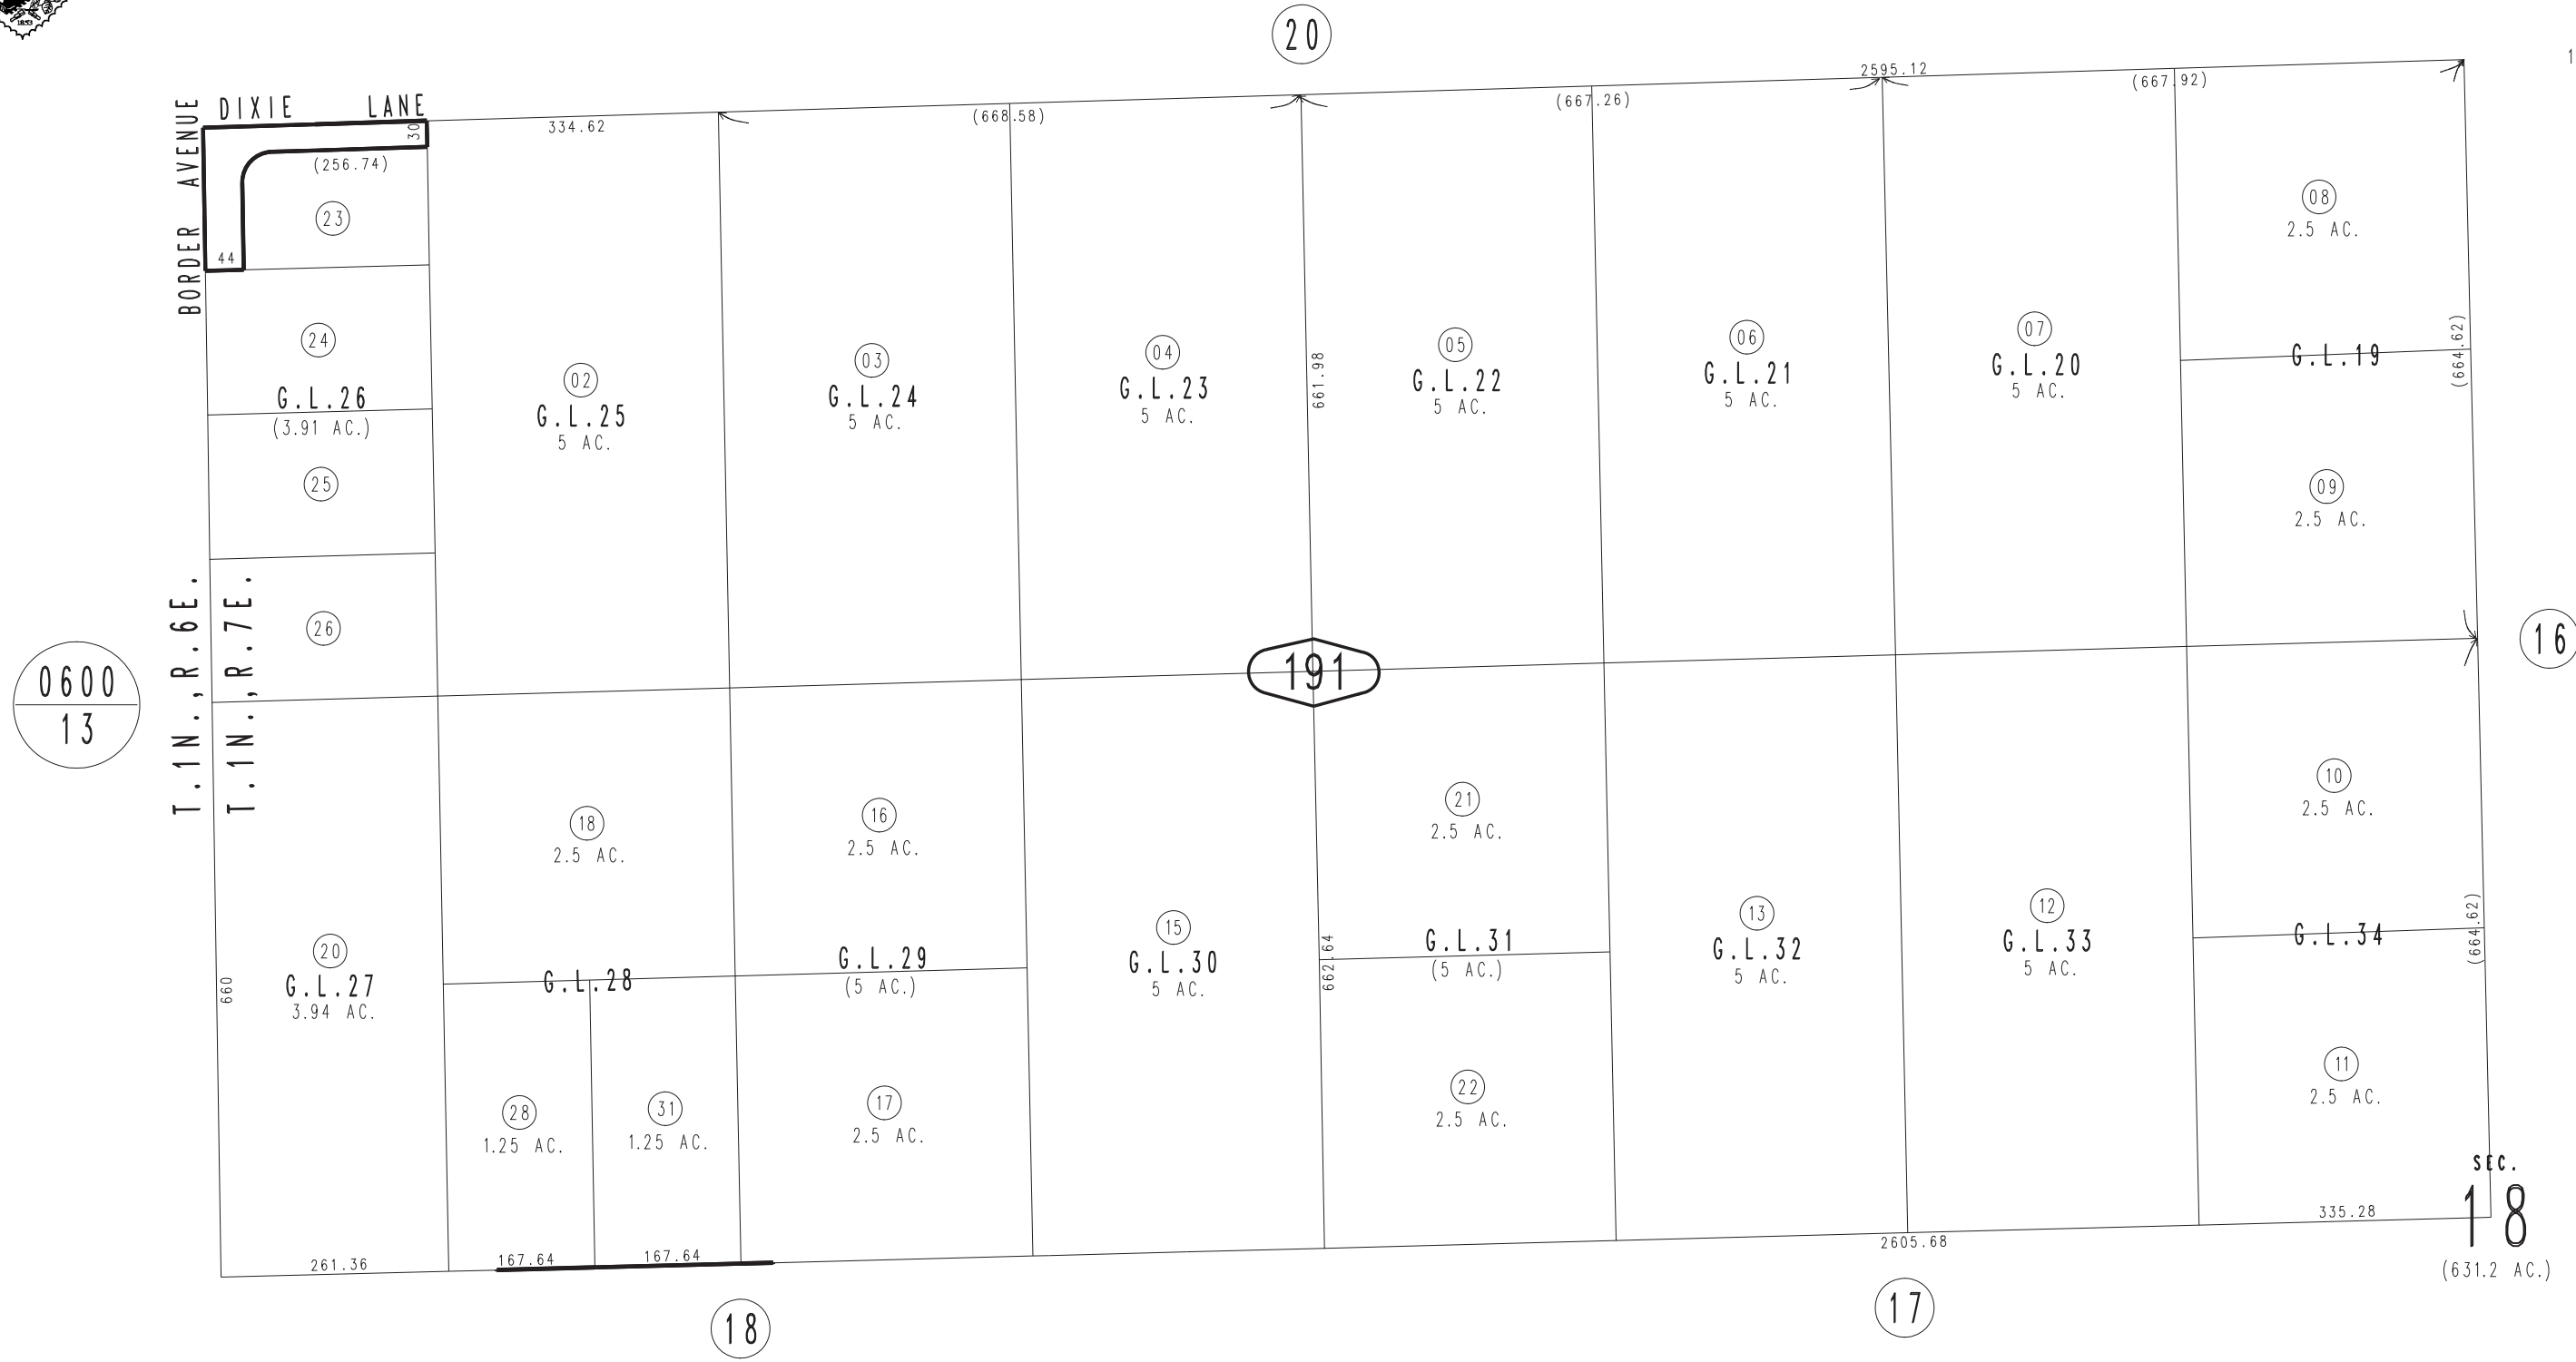 1853
20
1
2595.12
DIXIE LANE
BORDER AVENUE
30
334.62
(668.58)
(667.26)
(667.92)
(256.74)
23
44
08
2.5 AC.
24
G.L.26
(3.91 AC.)
25
26
02
G.L.25
5 AC.
03
G.L.24
5 AC.
04
G.L.23
5 AC.
661.98
05
G.L.22
5 AC.
06
G.L.21
5 AC.
07
G.L.20
5 AC.
G.L.19
(664.62)
09
2.5 AC.
T.1N.,R.6E.
T.1N.,R.7E.
0600
13
191
16
18
2.5 AC.
16
2.5 AC.
21
2.5 AC.
10
2.5 AC.
20
G.L.27
3.94 AC.
660
G.L.28
G.L.29
(5 AC.)
15
G.L.30
5 AC.
662.64
G.L.31
(5 AC.)
13
G.L.32
5 AC.
12
G.L.33
5 AC.
G.L.34
(664.62)
28
1.25 AC.
31
1.25 AC.
17
2.5 AC.
22
2.5 AC.
11
2.5 AC.
SEC.
18
(631.2 AC.)
335.28
261.36
167.64
167.64
2605.68
18
17